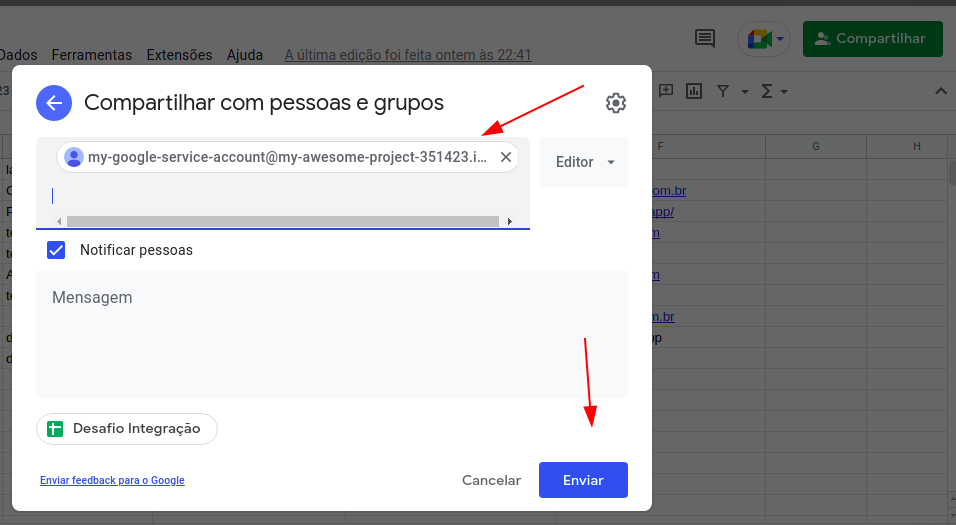 Dados Ferramentas Extensões Ajuda A última edição foi feita ontem às 22:41
Compartilhar
Compartilhar com pessoas e grupos
my-google-service-account@my-awesome-project-351423.i...
Editor
Notificar pessoas
Mensagem
Desafio Integração
Enviar feedback para o Google
Cancelar
Enviar
23
F G H
om.br
app/
m
m
m.br